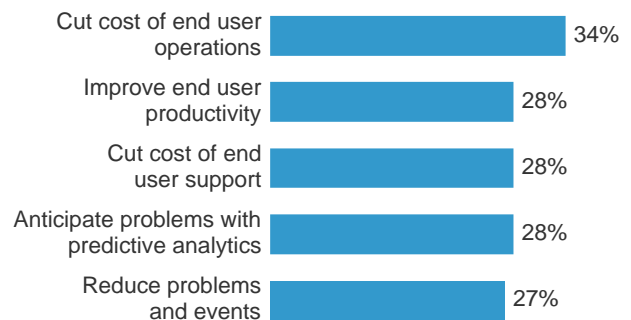 Cut cost of end user
operations
34%
Improve end user
productivity
28%
Cut cost of end
user support
28%
Anticipate problems with
predictive analytics
28%
Reduce problems
and events
27%